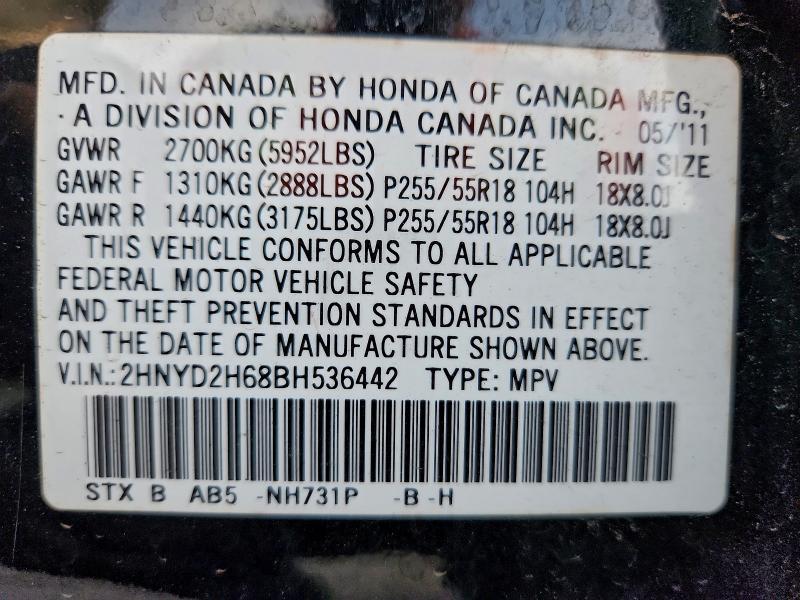 MFD. IN CANADA BY HONDA OF CANADA MFG.,
· A DIVISION OF HONDA CANADA INC. 05/'11
GVWR 2700KG (5952LBS) TIRE SIZE RIM SIZE
GAWR F 1310KG (2888LBS) P255/55R18 104H 18X8.0J
GAWR R 1440KG (3175LBS) P255/55R18 104H 18X8.0J
THIS VEHICLE CONFORMS TO ALL APPLICABLE
FEDERAL MOTOR VEHICLE SAFETY
AND THEFT PREVENTION STANDARDS IN EFFECT
ON THE DATE OF MANUFACTURE SHOWN ABOVE.
V.I.N.: 2HNYD2H68BH536442 TYPE: MPV
STX B AB5 -NH731P -B -H